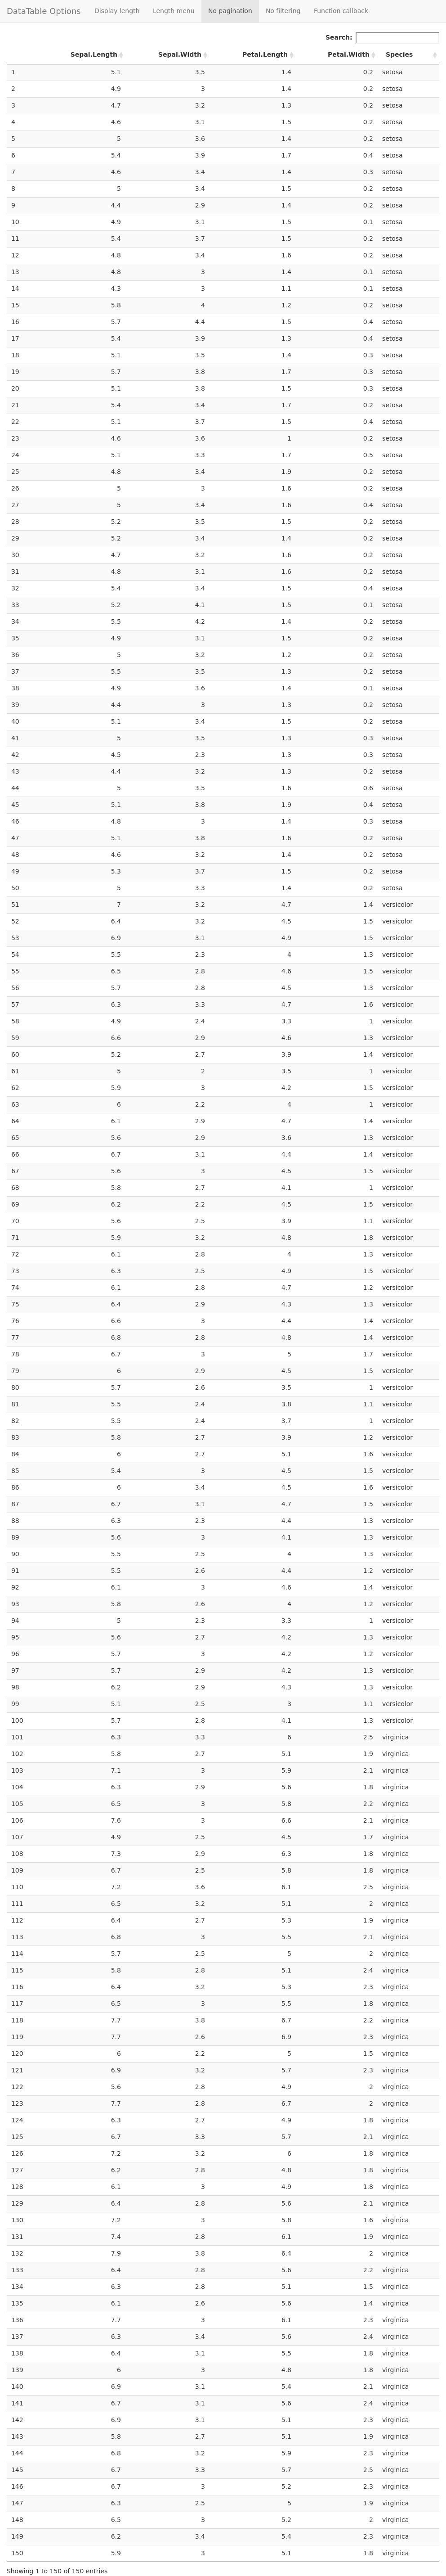 DataTable Options Display length Length menu No pagination No filtering Function callback
Search:
Sepal.Length Sepal.Width Petal.Length Petal.Width Species
1 5.1 3.5 1.4 0.2 setosa
2 4.9 3 1.4 0.2 setosa
3 4.7 3.2 1.3 0.2 setosa
4 4.6 3.1 1.5 0.2 setosa
5 5 3.6 1.4 0.2 setosa
6 5.4 3.9 1.7 0.4 setosa
7 4.6 3.4 1.4 0.3 setosa
8 5 3.4 1.5 0.2 setosa
9 4.4 2.9 1.4 0.2 setosa
10 4.9 3.1 1.5 0.1 setosa
11 5.4 3.7 1.5 0.2 setosa
12 4.8 3.4 1.6 0.2 setosa
13 4.8 3 1.4 0.1 setosa
14 4.3 3 1.1 0.1 setosa
15 5.8 4 1.2 0.2 setosa
16 5.7 4.4 1.5 0.4 setosa
17 5.4 3.9 1.3 0.4 setosa
18 5.1 3.5 1.4 0.3 setosa
19 5.7 3.8 1.7 0.3 setosa
20 5.1 3.8 1.5 0.3 setosa
21 5.4 3.4 1.7 0.2 setosa
22 5.1 3.7 1.5 0.4 setosa
23 4.6 3.6 1 0.2 setosa
24 5.1 3.3 1.7 0.5 setosa
25 4.8 3.4 1.9 0.2 setosa
26 5 3 1.6 0.2 setosa
27 5 3.4 1.6 0.4 setosa
28 5.2 3.5 1.5 0.2 setosa
29 5.2 3.4 1.4 0.2 setosa
30 4.7 3.2 1.6 0.2 setosa
31 4.8 3.1 1.6 0.2 setosa
32 5.4 3.4 1.5 0.4 setosa
33 5.2 4.1 1.5 0.1 setosa
34 5.5 4.2 1.4 0.2 setosa
35 4.9 3.1 1.5 0.2 setosa
36 5 3.2 1.2 0.2 setosa
37 5.5 3.5 1.3 0.2 setosa
38 4.9 3.6 1.4 0.1 setosa
39 4.4 3 1.3 0.2 setosa
40 5.1 3.4 1.5 0.2 setosa
41 5 3.5 1.3 0.3 setosa
42 4.5 2.3 1.3 0.3 setosa
43 4.4 3.2 1.3 0.2 setosa
44 5 3.5 1.6 0.6 setosa
45 5.1 3.8 1.9 0.4 setosa
46 4.8 3 1.4 0.3 setosa
47 5.1 3.8 1.6 0.2 setosa
48 4.6 3.2 1.4 0.2 setosa
49 5.3 3.7 1.5 0.2 setosa
50 5 3.3 1.4 0.2 setosa
51 7 3.2 4.7 1.4 versicolor
52 6.4 3.2 4.5 1.5 versicolor
53 6.9 3.1 4.9 1.5 versicolor
54 5.5 2.3 4 1.3 versicolor
55 6.5 2.8 4.6 1.5 versicolor
56 5.7 2.8 4.5 1.3 versicolor
57 6.3 3.3 4.7 1.6 versicolor
58 4.9 2.4 3.3 1 versicolor
59 6.6 2.9 4.6 1.3 versicolor
60 5.2 2.7 3.9 1.4 versicolor
61 5 2 3.5 1 versicolor
62 5.9 3 4.2 1.5 versicolor
63 6 2.2 4 1 versicolor
64 6.1 2.9 4.7 1.4 versicolor
65 5.6 2.9 3.6 1.3 versicolor
66 6.7 3.1 4.4 1.4 versicolor
67 5.6 3 4.5 1.5 versicolor
68 5.8 2.7 4.1 1 versicolor
69 6.2 2.2 4.5 1.5 versicolor
70 5.6 2.5 3.9 1.1 versicolor
71 5.9 3.2 4.8 1.8 versicolor
72 6.1 2.8 4 1.3 versicolor
73 6.3 2.5 4.9 1.5 versicolor
74 6.1 2.8 4.7 1.2 versicolor
75 6.4 2.9 4.3 1.3 versicolor
76 6.6 3 4.4 1.4 versicolor
77 6.8 2.8 4.8 1.4 versicolor
78 6.7 3 5 1.7 versicolor
79 6 2.9 4.5 1.5 versicolor
80 5.7 2.6 3.5 1 versicolor
81 5.5 2.4 3.8 1.1 versicolor
82 5.5 2.4 3.7 1 versicolor
83 5.8 2.7 3.9 1.2 versicolor
84 6 2.7 5.1 1.6 versicolor
85 5.4 3 4.5 1.5 versicolor
86 6 3.4 4.5 1.6 versicolor
87 6.7 3.1 4.7 1.5 versicolor
88 6.3 2.3 4.4 1.3 versicolor
89 5.6 3 4.1 1.3 versicolor
90 5.5 2.5 4 1.3 versicolor
91 5.5 2.6 4.4 1.2 versicolor
92 6.1 3 4.6 1.4 versicolor
93 5.8 2.6 4 1.2 versicolor
94 5 2.3 3.3 1 versicolor
95 5.6 2.7 4.2 1.3 versicolor
96 5.7 3 4.2 1.2 versicolor
97 5.7 2.9 4.2 1.3 versicolor
98 6.2 2.9 4.3 1.3 versicolor
99 5.1 2.5 3 1.1 versicolor
100 5.7 2.8 4.1 1.3 versicolor
101 6.3 3.3 6 2.5 virginica
102 5.8 2.7 5.1 1.9 virginica
103 7.1 3 5.9 2.1 virginica
104 6.3 2.9 5.6 1.8 virginica
105 6.5 3 5.8 2.2 virginica
106 7.6 3 6.6 2.1 virginica
107 4.9 2.5 4.5 1.7 virginica
108 7.3 2.9 6.3 1.8 virginica
109 6.7 2.5 5.8 1.8 virginica
110 7.2 3.6 6.1 2.5 virginica
111 6.5 3.2 5.1 2 virginica
112 6.4 2.7 5.3 1.9 virginica
113 6.8 3 5.5 2.1 virginica
114 5.7 2.5 5 2 virginica
115 5.8 2.8 5.1 2.4 virginica
116 6.4 3.2 5.3 2.3 virginica
117 6.5 3 5.5 1.8 virginica
118 7.7 3.8 6.7 2.2 virginica
119 7.7 2.6 6.9 2.3 virginica
120 6 2.2 5 1.5 virginica
121 6.9 3.2 5.7 2.3 virginica
122 5.6 2.8 4.9 2 virginica
123 7.7 2.8 6.7 2 virginica
124 6.3 2.7 4.9 1.8 virginica
125 6.7 3.3 5.7 2.1 virginica
126 7.2 3.2 6 1.8 virginica
127 6.2 2.8 4.8 1.8 virginica
128 6.1 3 4.9 1.8 virginica
129 6.4 2.8 5.6 2.1 virginica
130 7.2 3 5.8 1.6 virginica
131 7.4 2.8 6.1 1.9 virginica
132 7.9 3.8 6.4 2 virginica
133 6.4 2.8 5.6 2.2 virginica
134 6.3 2.8 5.1 1.5 virginica
135 6.1 2.6 5.6 1.4 virginica
136 7.7 3 6.1 2.3 virginica
137 6.3 3.4 5.6 2.4 virginica
138 6.4 3.1 5.5 1.8 virginica
139 6 3 4.8 1.8 virginica
140 6.9 3.1 5.4 2.1 virginica
141 6.7 3.1 5.6 2.4 virginica
142 6.9 3.1 5.1 2.3 virginica
143 5.8 2.7 5.1 1.9 virginica
144 6.8 3.2 5.9 2.3 virginica
145 6.7 3.3 5.7 2.5 virginica
146 6.7 3 5.2 2.3 virginica
147 6.3 2.5 5 1.9 virginica
148 6.5 3 5.2 2 virginica
149 6.2 3.4 5.4 2.3 virginica
150 5.9 3 5.1 1.8 virginica
Showing 1 to 150 of 150 entries